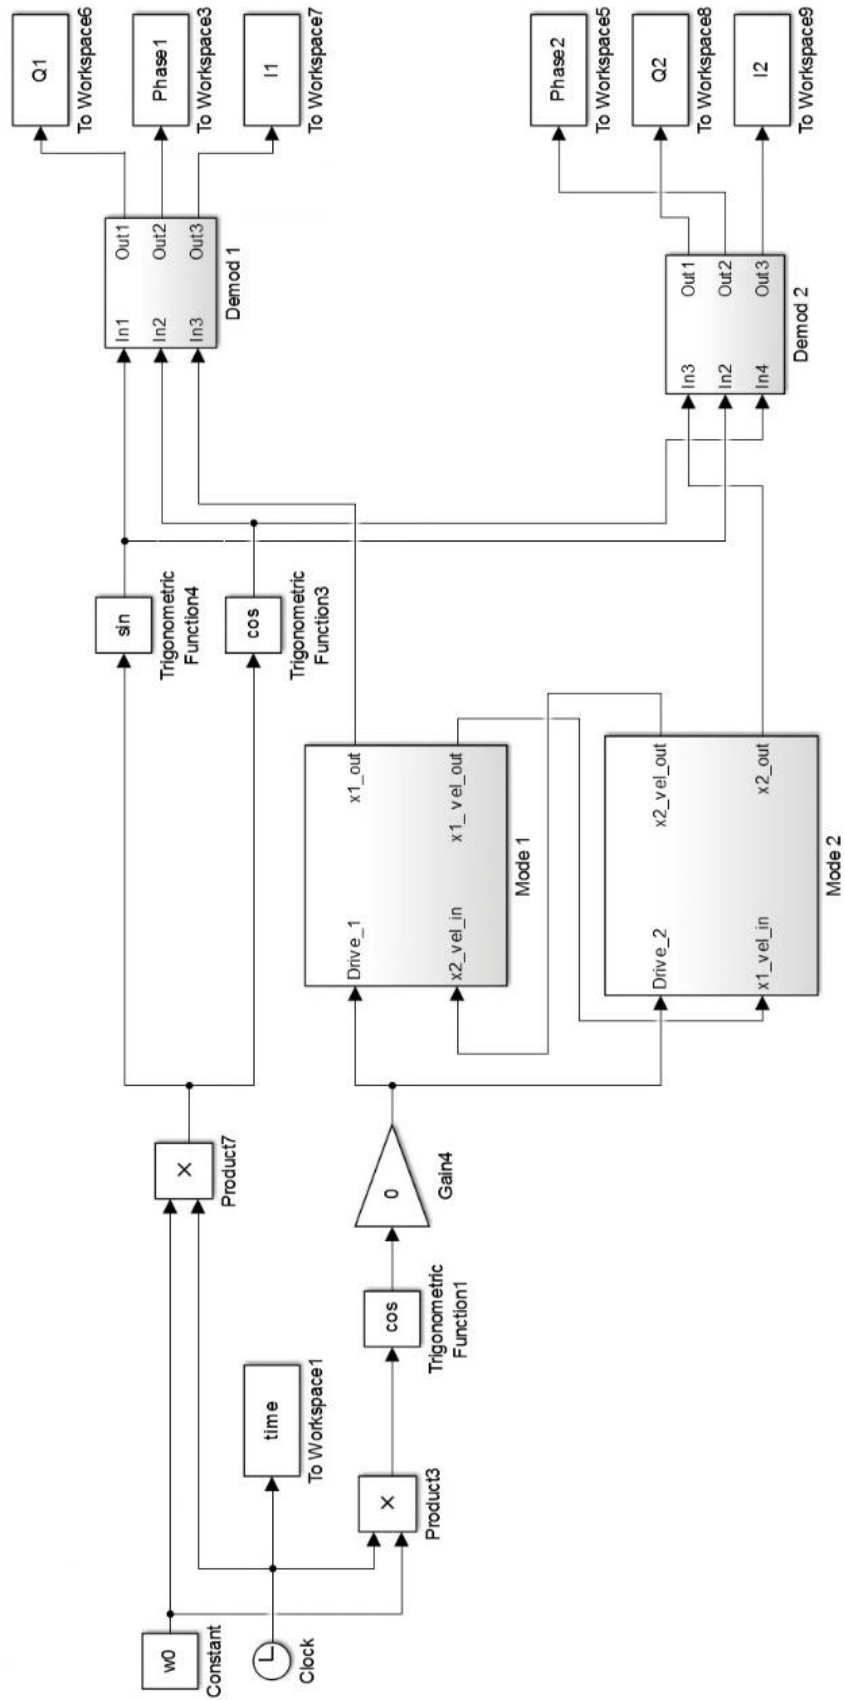 w0
Constant
Clock
time
To Workspace1
×
Product3
cos
Trigonometric
Function1
0
Gain4
×
Product7
sin
Trigonometric
Function4
cos
Trigonometric
Function3
Drive_1
x2_vel_in
x1_out
x1_vel_out
Mode 1
Drive_2
x1_vel_in
x2_vel_out
x2_out
Mode 2
In1
In2
In3
Out1
Out2
Out3
Demod 1
In3
In2
In4
Out1
Out2
Out3
Demod 2
Q1
To Workspace6
Phase1
To Workspace3
I1
To Workspace7
Phase2
To Workspace5
Q2
To Workspace8
I2
To Workspace9